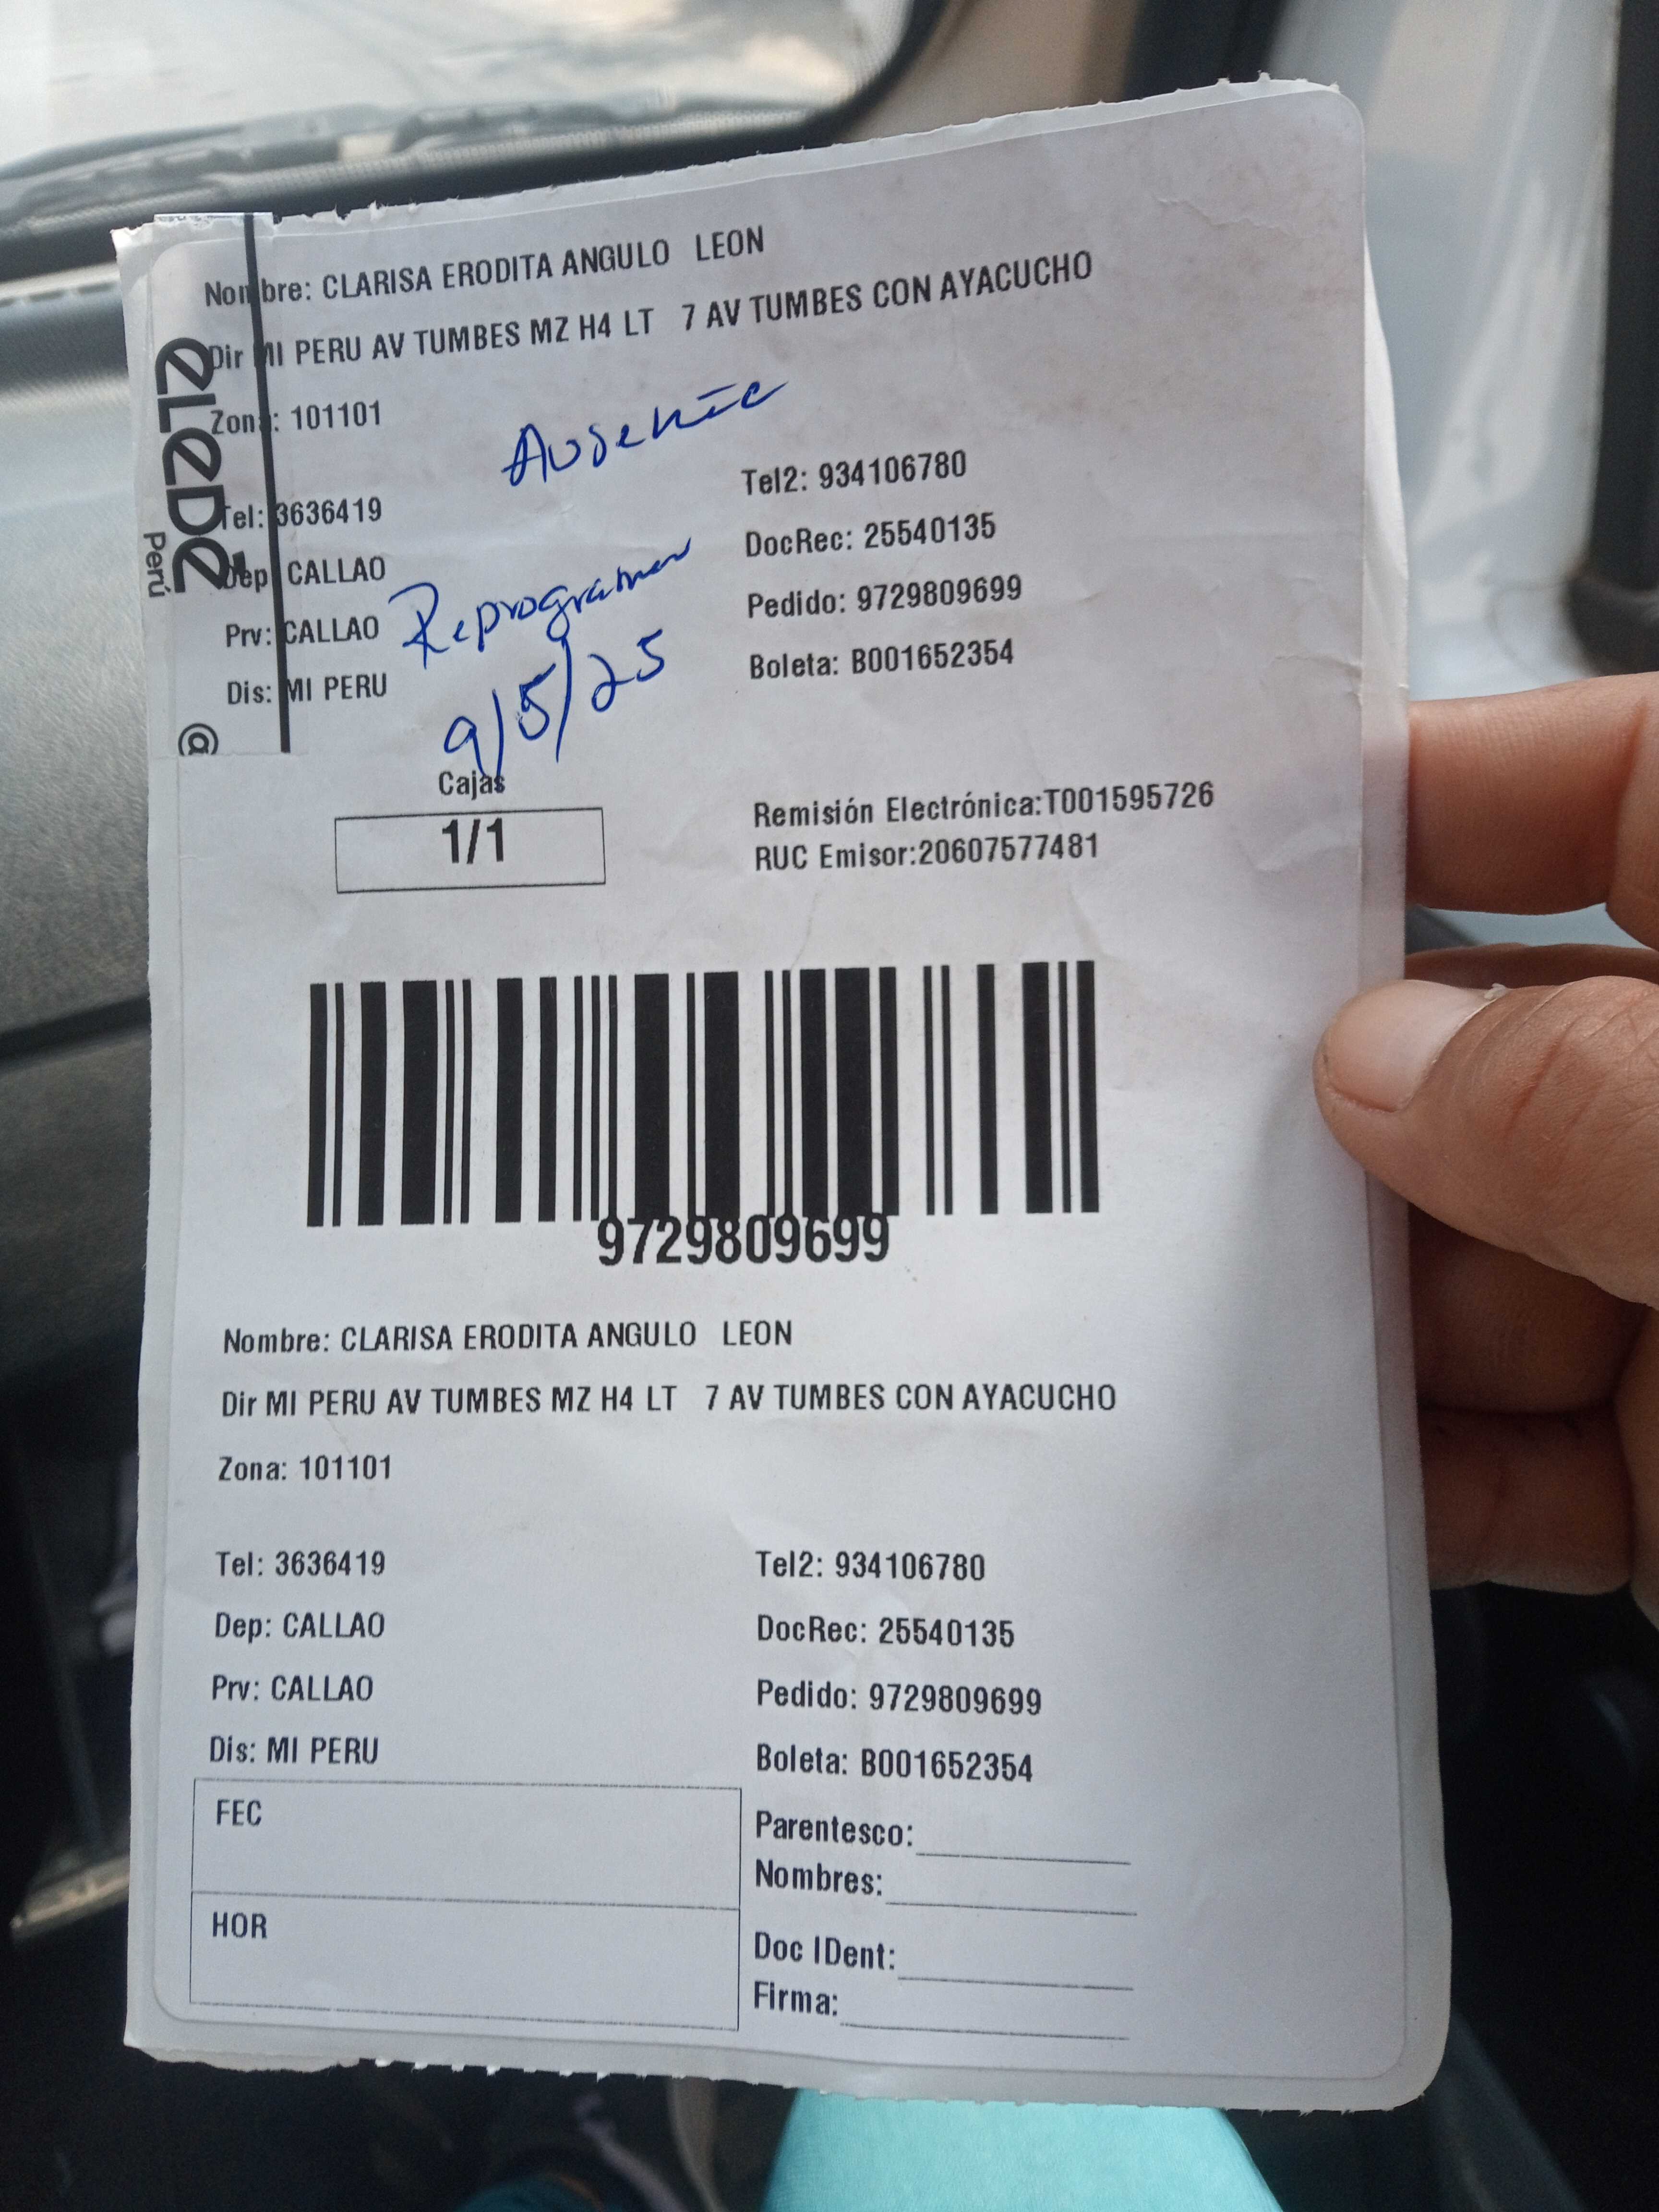 Nombre: CLARISA ERODITA ANGULO LEON
Dir MI PERU AV TUMBES MZ H4 LT 7 AV TUMBES CON AYACUCHO
Zona: 101101
Ausente
Tel: 3636419
Tel2: 934106780
Dep: CALLAO
DocRec: 25540135
Prv: CALLAO
Reprogramar
Pedido: 9729809699
Dis: MI PERU
9/5/25
Boleta: B001652354
eLeDé
Perú
@
Cajas
1/1
Remisión Electrónica:T001595726
RUC Emisor:20607577481
9729809699
Nombre: CLARISA ERODITA ANGULO LEON
Dir MI PERU AV TUMBES MZ H4 LT 7 AV TUMBES CON AYACUCHO
Zona: 101101
Tel: 3636419
Tel2: 934106780
Dep: CALLAO
DocRec: 25540135
Prv: CALLAO
Pedido: 9729809699
Dis: MI PERU
Boleta: B001652354
FEC
Parentesco:
Nombres:
HOR
Doc IDent:
Firma: